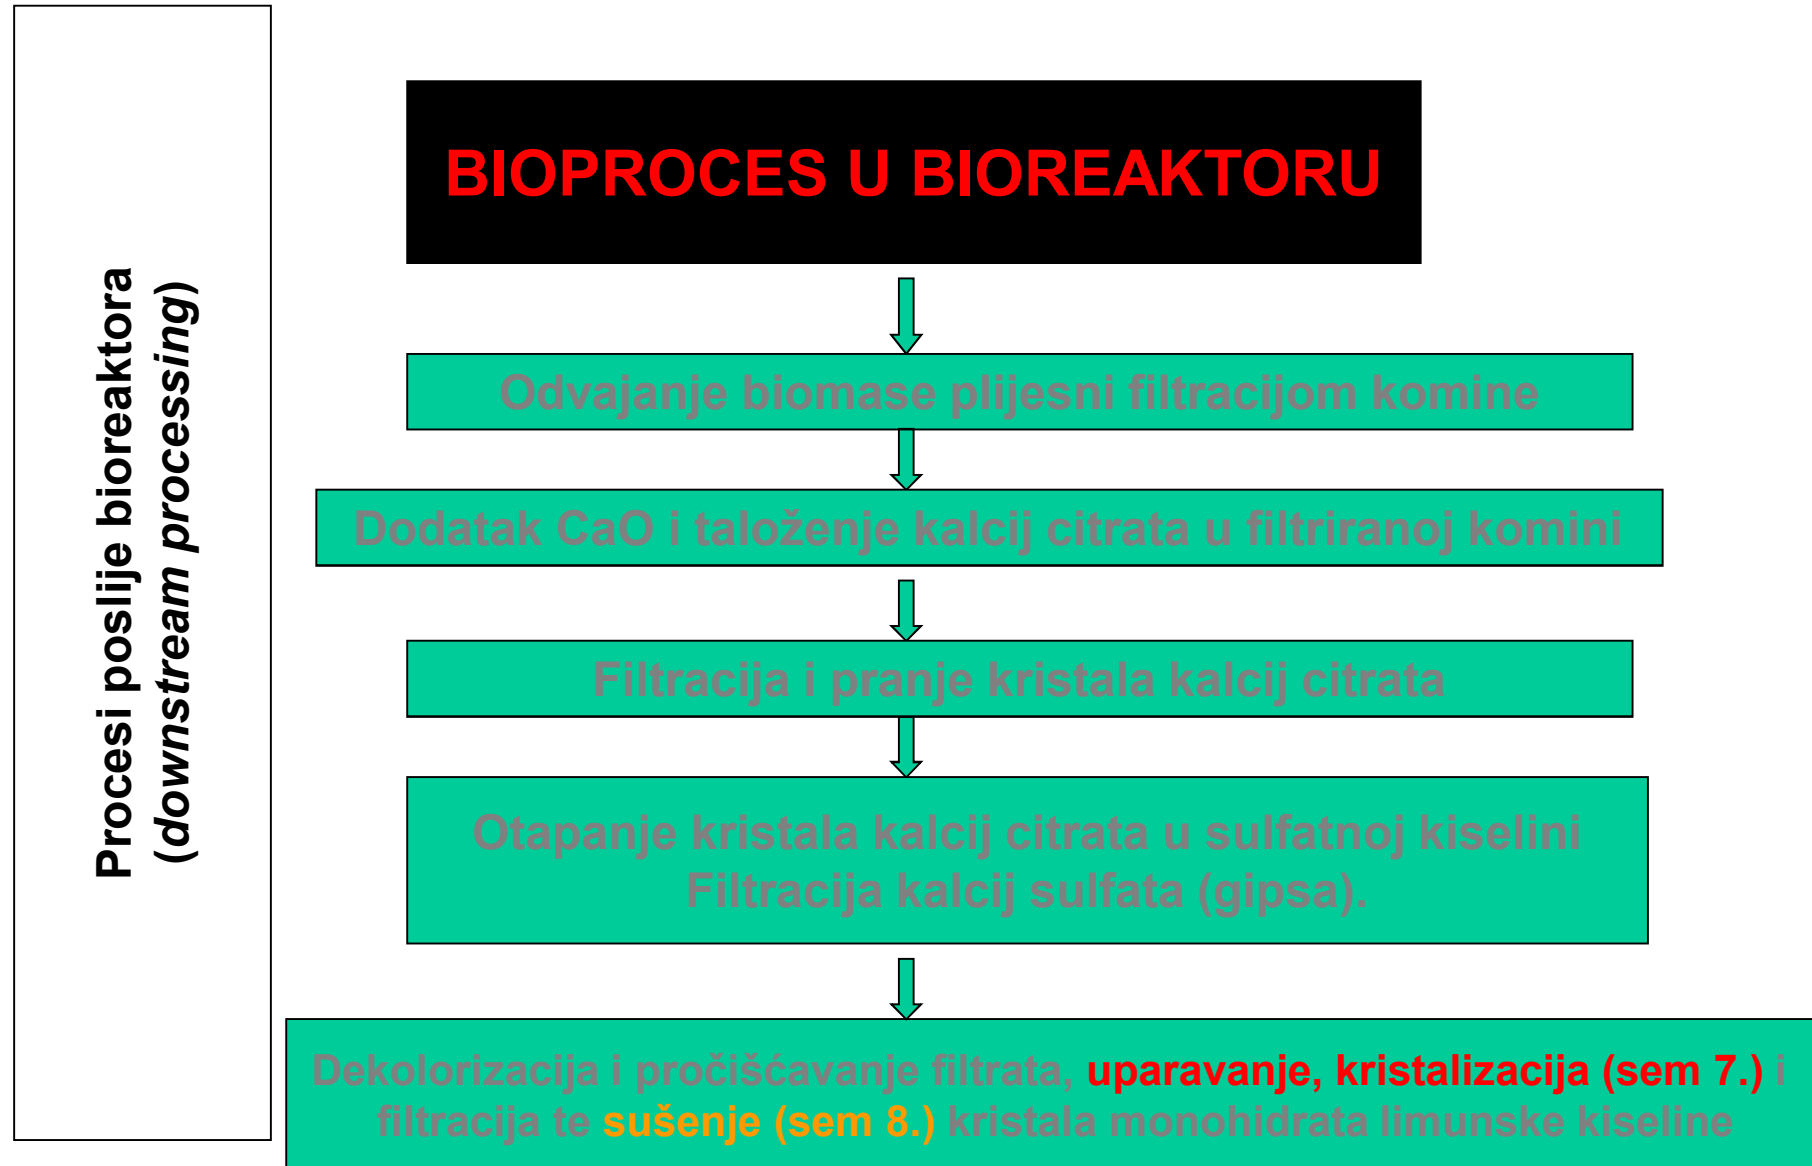 Procesi poslije bioreaktora
(downstream processing)
BIOPROCES U BIOREAKTORU
Odvajanje biomase plijesni filtracijom komine
Dodatak CaO i taloženje kalcij citrata u filtriranoj komini
Filtracija i pranje kristala kalcij citrata
Otapanje kristala kalcij citrata u sulfatnoj kiselini
Filtracija kalcij sulfata (gipsa).
Dekolorizacija i pročišćavanje filtrata, uparavanje, kristalizacija (sem 7.) i
filtracija te sušenje (sem 8.) kristala monohidrata limunske kiseline